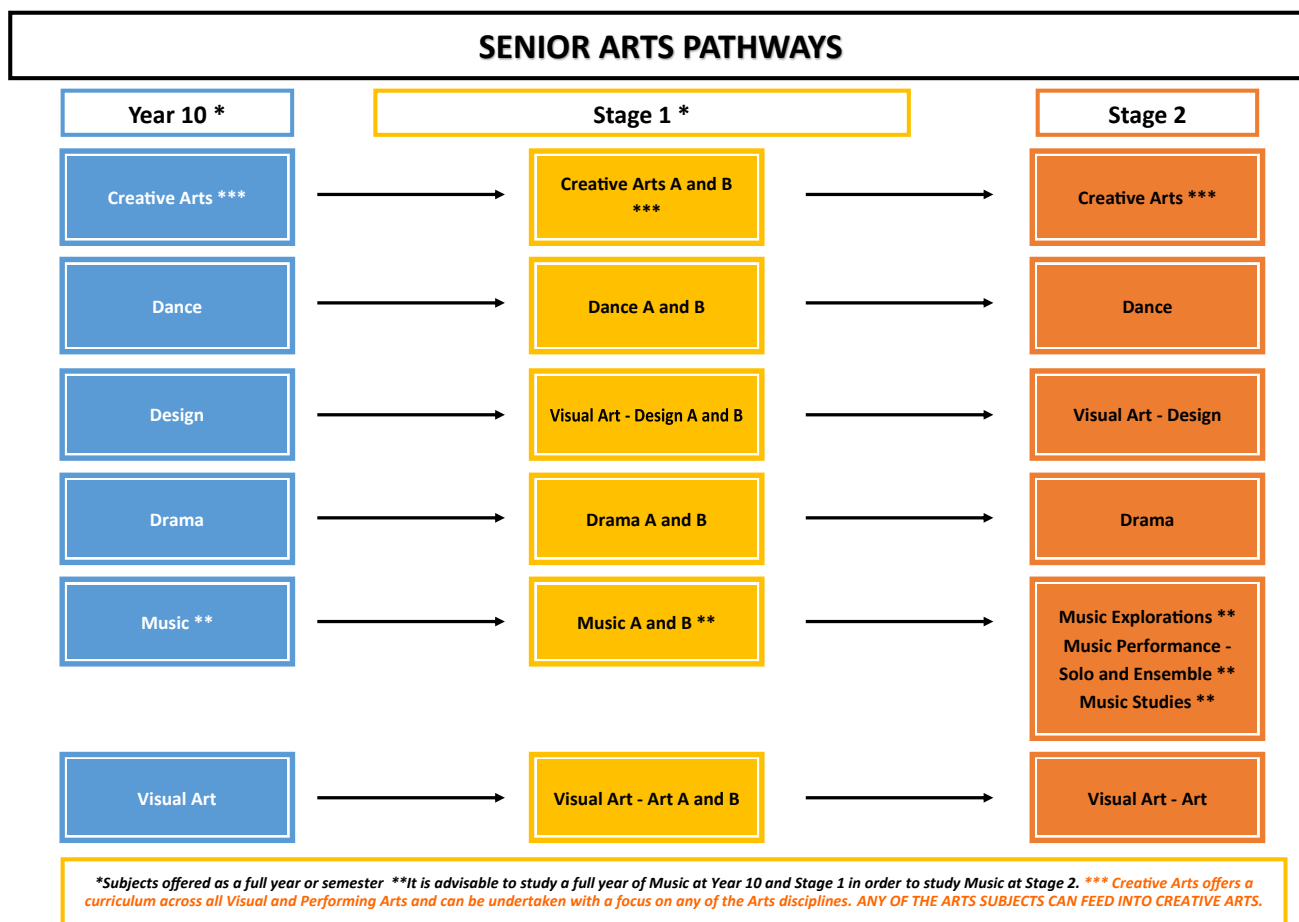 SENIOR ARTS PATHWAYS
Year 10 *
Stage 1 *
Stage 2
Creative Arts ***
Creative Arts A and B
***
Creative Arts ***
Dance
Dance A and B
Dance
Design
Visual Art - Design A and B
Visual Art - Design
Drama
Drama A and B
Drama
Music **
Music A and B **
Music Explorations **
Music Performance -
Solo and Ensemble **
Music Studies **
Visual Art
Visual Art - Art A and B
Visual Art - Art
*Subjects offered as a full year or semester **It is advisable to study a full year of Music at Year 10 and Stage 1 in order to study Music at Stage 2. *** Creative Arts offers a
curriculum across all Visual and Performing Arts and can be undertaken with a focus on any of the Arts disciplines. ANY OF THE ARTS SUBJECTS CAN FEED INTO CREATIVE ARTS.